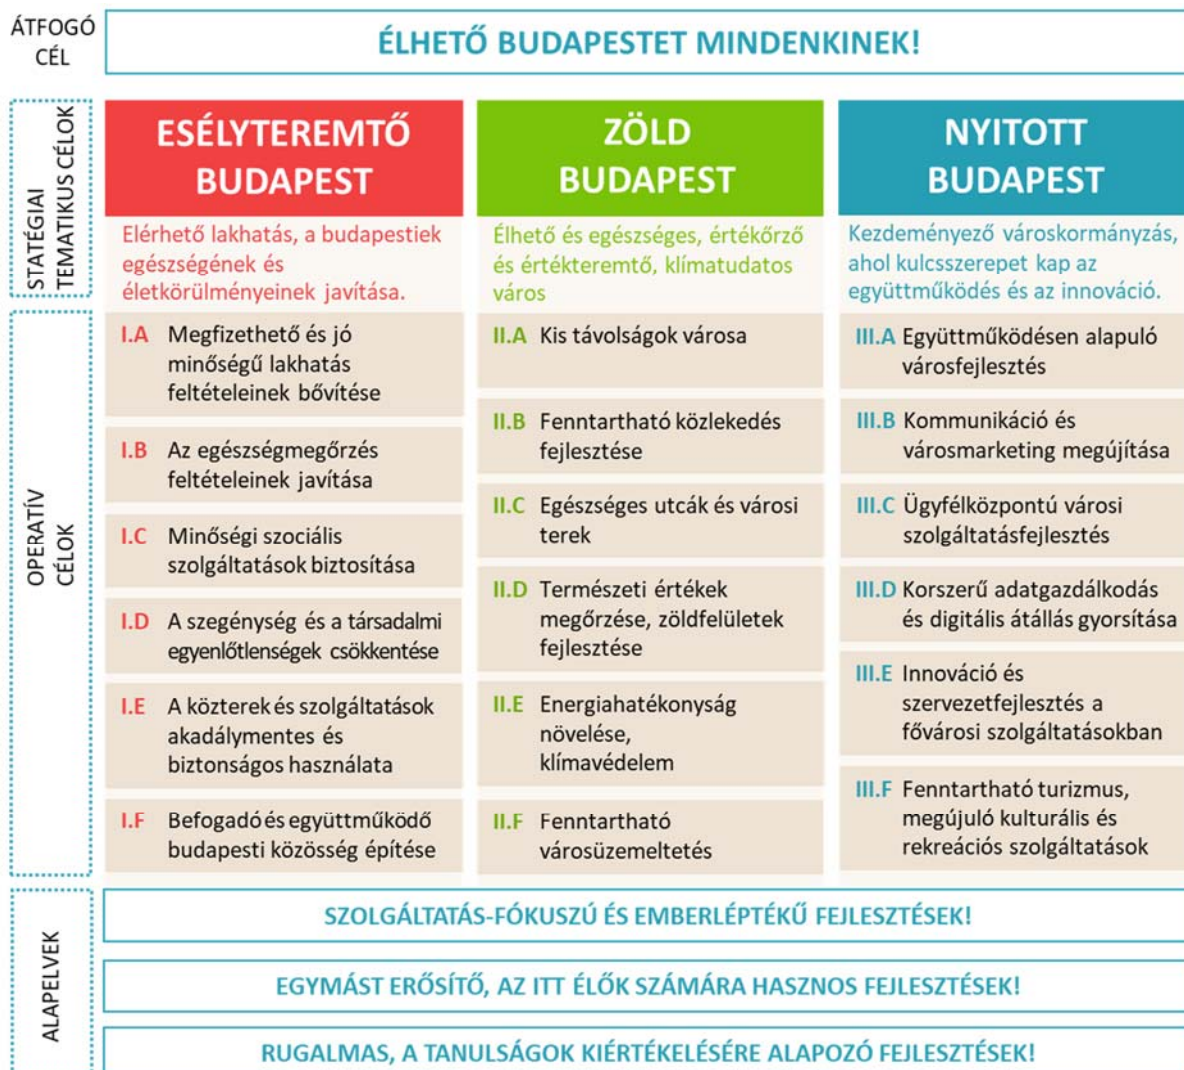 ÁTFOGÓ
CÉL
ÉLHETŐ BUDAPESTET MINDENKINEK!
STATÉGIAI
TEMATIKUS CÉLOK
ESÉLYTEREMTŐ
BUDAPEST
Elérhető lakhatás, a budapestiek
egészségének és
életkörülményeinek javítása.
ZÖLD
BUDAPEST
Élhető és egészséges, értékőrző
és értékteremtő, klímatudatos
város
NYITOTT
BUDAPEST
Kezdeményező városkormányzás,
ahol kulcsszerepet kap az
együttműködés és az innováció.
OPERATÍV
CÉLOK
I.A Megfizethető és jó
minőségű lakhatás
feltételeinek bővítése
I.B Az egészségmegőrzés
feltételeinek javítása
I.C Minőségi szociális
szolgáltatások biztosítása
I.D A szegénység és a társadalmi
egyenlőtlenségek csökkentése
I.E A közterek és szolgáltatások
akadálymentes és
biztonságos használata
I.F Befogadó és együttműködő
budapesti közösség építése
II.A Kis távolságok városa
II.B Fenntartható közlekedés
fejlesztése
II.C Egészséges utcák és városi
terek
II.D Természeti értékek
megőrzése, zöldfelületek
fejlesztése
II.E Energiahatékonyság
növelése,
klímavédelem
II.F Fenntartható
városüzemeltetés
III.A Együttműködésen alapuló
városfejlesztés
III.B Kommunikáció és
városmarketing megújítása
III.C Ügyfélközpontú városi
szolgáltatásfejlesztés
III.D Korszerű adatgazdálkodás
és digitális átállás gyorsítása
III.E Innováció és
szervezetfejlesztés a
fővárosi szolgáltatásokban
III.F Fenntartható turizmus,
megújuló kulturális és
rekreációs szolgáltatások
ALAPELVEK
SZOLGÁLTATÁS-FÓKUSZÚ ÉS EMBERLÉPTÉKŰ FEJLESZTÉSEK!
EGYMÁST ERŐSÍTŐ, AZ ITT ÉLŐK SZÁMÁRA HASZNOS FEJLESZTÉSEK!
RUGALMAS, A TANULSÁGOK KIÉRTÉKELÉSÉRE ALAPOZÓ FEJLESZTÉSEK!